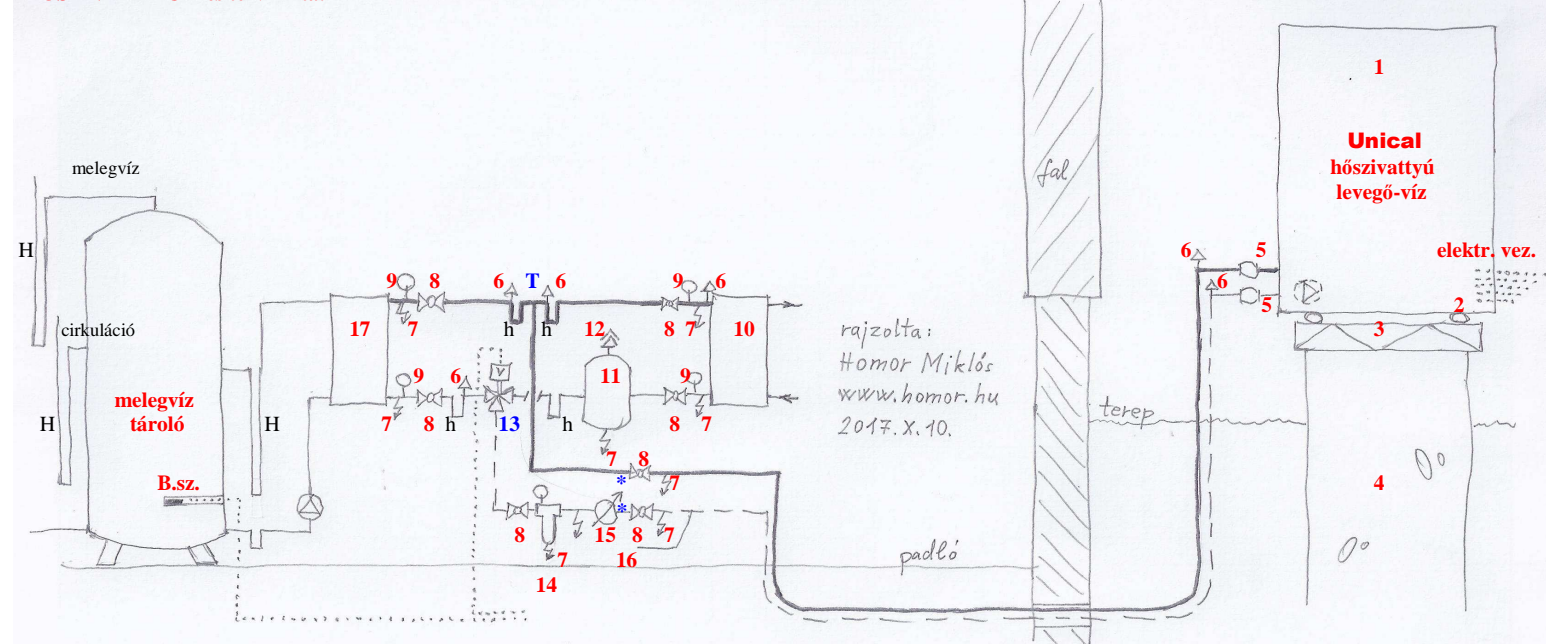 1
Unical
hőszivattyú
levegő-víz
fal
melegvíz
H
6
5
elektr. vez.
9
8
6
T
6
9
6
6
5
2
7
h
h
12
8
7
10
17
3
cirkuláció
rajzolta:
Homor Miklós
www.homor.hu
2017. X. 10.
9
6
V
11
9
melegvíz
tároló
H
H
7
8
h
13
h
8
7
terep
7
8
B.sz.
*
7
4
*
8
15
8
7
padló
7
16
14